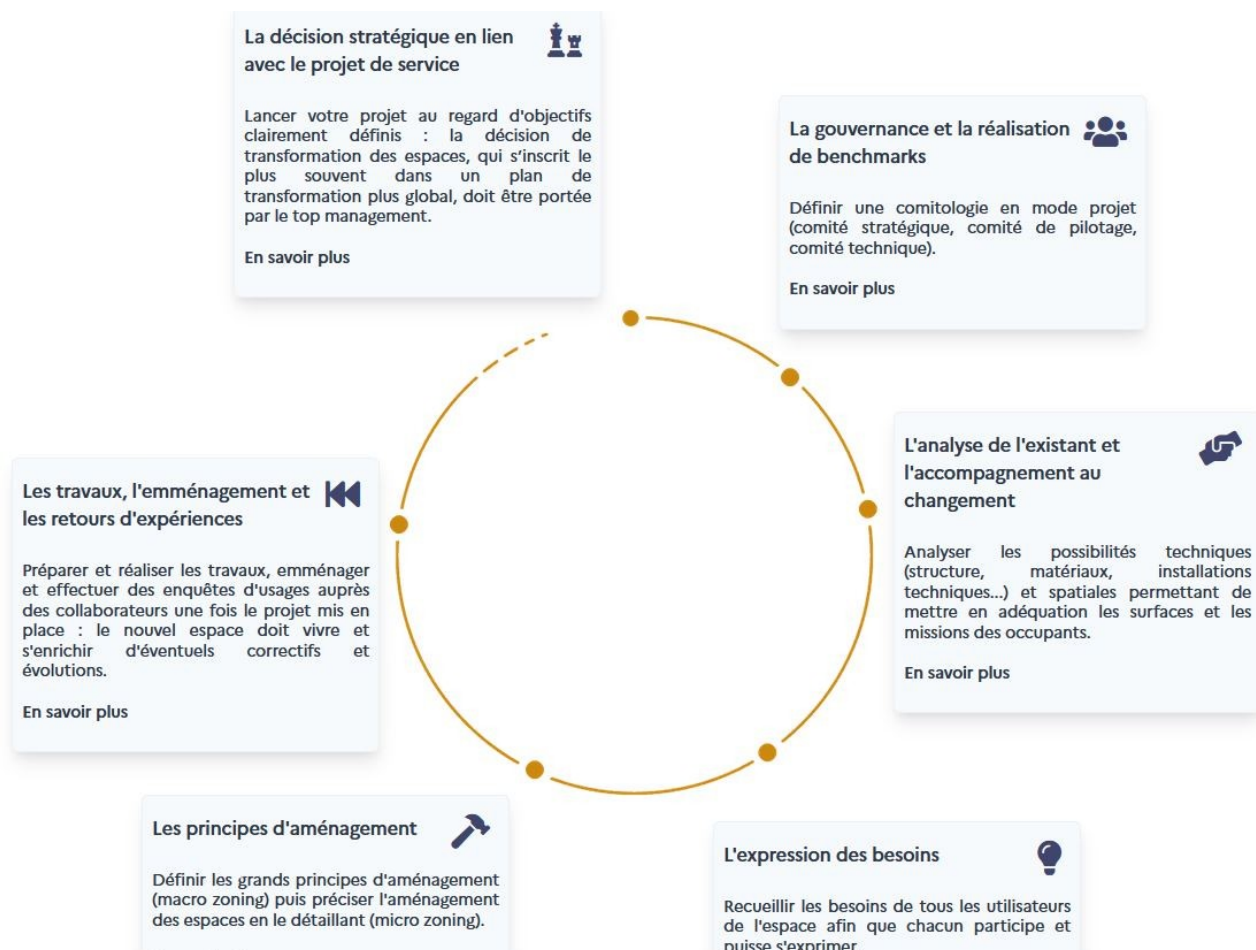 La décision stratégique en lien
avec le projet de service
Lancer votre projet au regard d'objectifs
clairement définis : la décision de
transformation des espaces, qui s’inscrit le
plus souvent dans un plan de
transformation plus global, doit être portée
par le top management.
En savoir plus
La gouvernance et la réalisation
de benchmarks
Définir une comitologie en mode projet
(comité stratégique, comité de pilotage,
comité technique).
En savoir plus
L'analyse de l'existant et
l'accompagnement au
changement
Analyser les possibilités techniques
(structure, matériaux, installations
techniques...) et spatiales permettant de
mettre en adéquation les surfaces et les
missions des occupants.
En savoir plus
L'expression des besoins
Recueillir les besoins de tous les utilisateurs
de l'espace afin que chacun participe et
puisse s'exprimer
Les principes d'aménagement
Définir les grands principes d'aménagement
(macro zoning) puis préciser l'aménagement
des espaces en le détaillant (micro zoning).
Les travaux, l'emménagement et
les retours d'expériences
Préparer et réaliser les travaux, emménager
et effectuer des enquêtes d'usages auprès
des collaborateurs une fois le projet mis en
place : le nouvel espace doit vivre et
s'enrichir d'éventuels correctifs et
évolutions.
En savoir plus